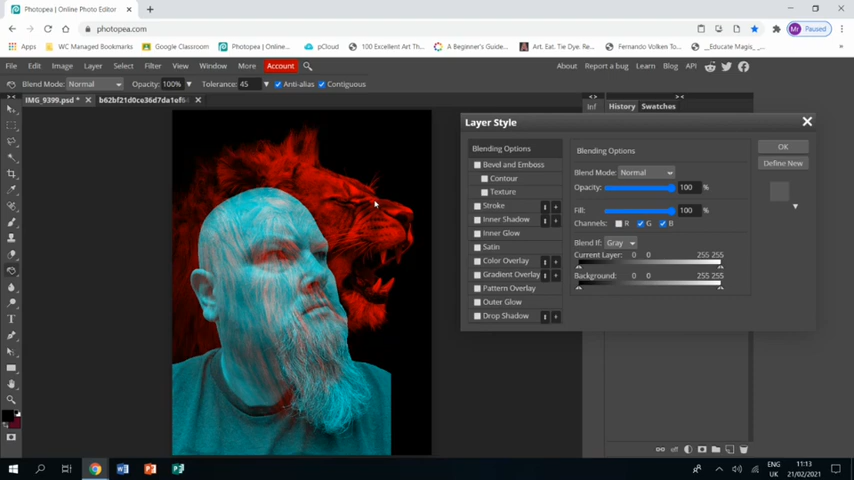 Photopea | Online Photo Editor
photopea.com
Mr Paused
Apps WC Managed Bookmarks Google Classroom Photopea | Online... pCloud 100 Excellent Art Th... A Beginner's Guide... Art. Eat. Tie Dye. Re... Fernando Volken To... _Educate Magis_ -...
File Edit Image Layer Select Filter View Window More Account About Report a bug Learn Blog API
Blend Mode: Normal Opacity: 100% Tolerance: 45 Anti-alias Contiguous
IMG_9399.psd * b62bf21d0ce36d7da1ef6
Inf History Swatches
Layer Style
Blending Options
Bevel and Emboss
Contour
Texture
Stroke
Inner Shadow
Inner Glow
Satin
Color Overlay
Gradient Overlay
Pattern Overlay
Outer Glow
Drop Shadow
Blending Options
Blend Mode: Normal
Opacity: 100 %
Fill: 100 %
Channels: R G B
Blend If: Gray
Current Layer: 0 0 255 255
Background: 0 0 255 255
OK
Define New
ENG
UK
11:13
21/02/2021